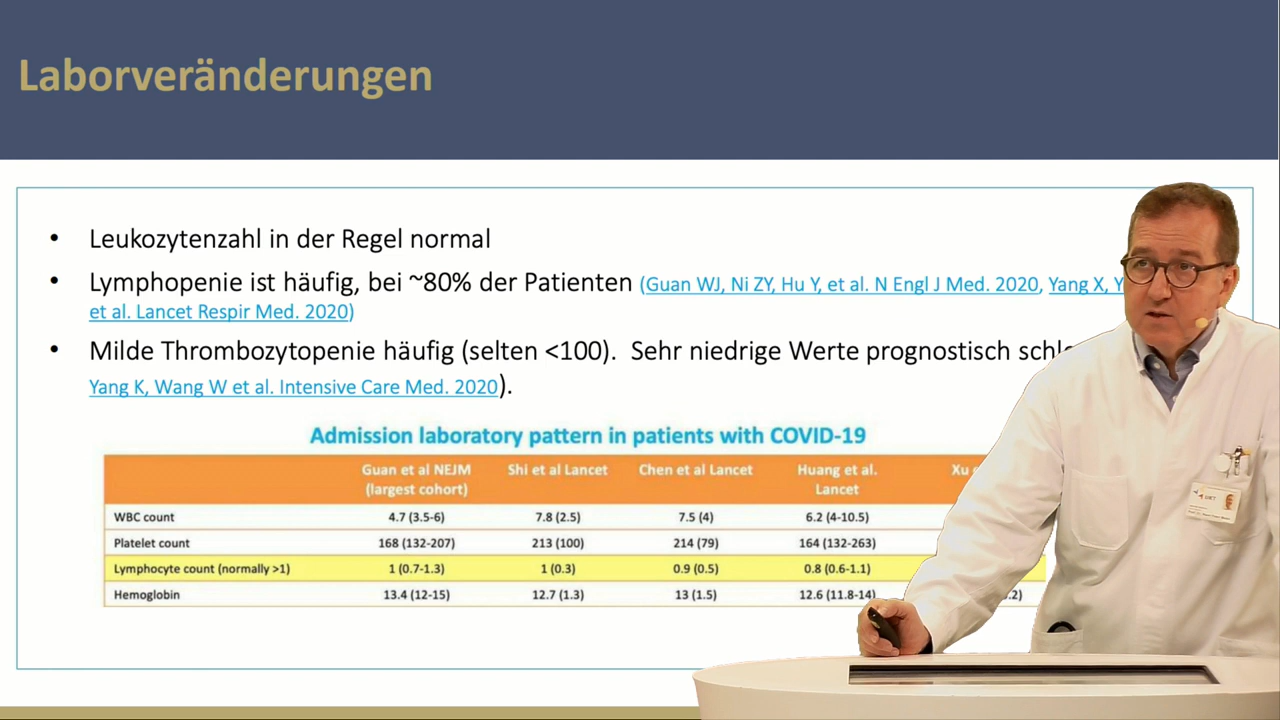 Laborveränderungen
• Leukozytenzahl in der Regel normal
• Lymphopenie ist häufig, bei ~80% der Patienten (Guan WJ, Ni ZY, Hu Y, et al. N Engl J Med. 2020, Yang X, Y
et al. Lancet Respir Med. 2020)
• Milde Thrombozytopenie häufig (selten <100). Sehr niedrige Werte prognostisch
Yang K, Wang W et al. Intensive Care Med. 2020).
Admission laboratory pattern in patients with COVID-19
Guan et al NEJM (largest cohort) Shi et al Lancet Chen et al Lancet Huang et al. Lancet Xu
WBC count 4.7 (3.5-6) 7.8 (2.5) 7.5 (4) 6.2 (4-10.5)
Platelet count 168 (132-207) 213 (100) 214 (79) 164 (132-263)
Lymphocyte count (normally >1) 1 (0.7-1.3) 1 (0.3) 0.9 (0.5) 0.8 (0.6-1.1)
Hemoglobin 13.4 (12-15) 12.7 (1.3) 13 (1.5) 12.6 (11.8-14) .2)